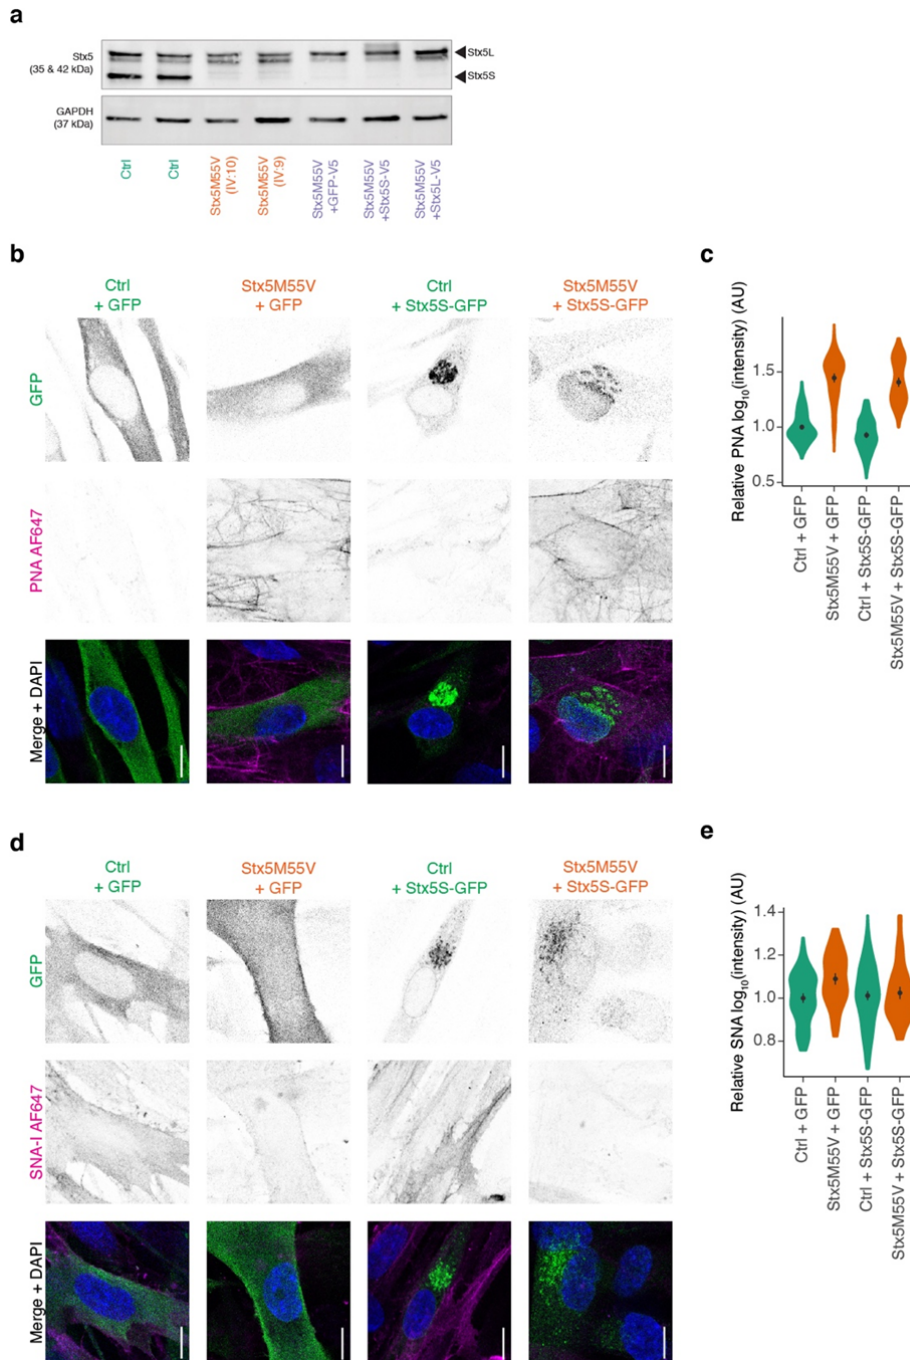 a
Stx5
(35 & 42 kDa)
Stx5L
Stx5S
GAPDH
(37 kDa)
Ctrl
Ctrl
Stx5M55V
(IV:10)
Stx5M55V
(IV:9)
Stx5M55V
+GFP-V5
Stx5M55V
+Stx5S-V5
Stx5M55V
+Stx5L-V5
b
Ctrl
+ GFP
Stx5M55V
+ GFP
Ctrl
+ Stx5S-GFP
Stx5M55V
+ Stx5S-GFP
GFP
PNA AF647
Merge + DAPI
c
Relative PNA log10(intensity) (AU)
1.5
1.0
0.5
Ctrl + GFP
Stx5M55V + GFP
Ctrl + Stx5S-GFP
Stx5M55V + Stx5S-GFP
d
Ctrl
+ GFP
Stx5M55V
+ GFP
Ctrl
+ Stx5S-GFP
Stx5M55V
+ Stx5S-GFP
GFP
SNA-I AF647
Merge + DAPI
e
Relative SNA log10(intensity) (AU)
1.4
1.2
1.0
0.8
Ctrl + GFP
Stx5M55V + GFP
Ctrl + Stx5S-GFP
Stx5M55V + Stx5S-GFP